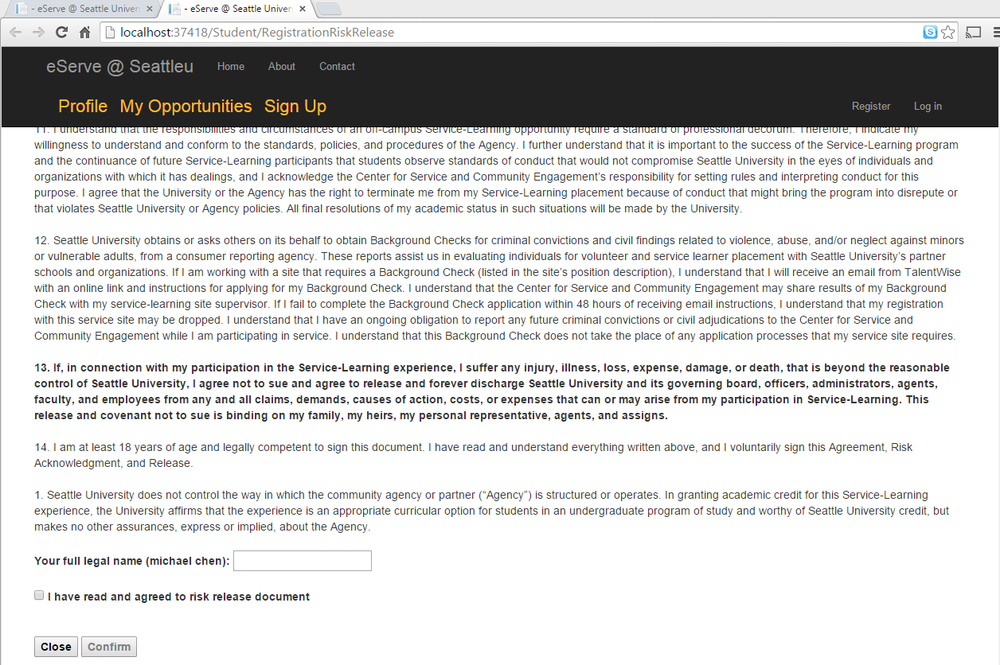 - eServe @ Seattle Univers
- eServe @ Seattle Univers
localhost:37418/Student/RegistrationRiskRelease
eServe @ Seattleu Home About Contact
Profile My Opportunities Sign Up Register Log in
11. I understand that the responsibilities and circumstances of an off-campus Service-Learning opportunity require a standard of professional decorum. Therefore, I indicate my
willingness to understand and conform to the standards, policies, and procedures of the Agency. I further understand that it is important to the success of the Service-Learning program
and the continuance of future Service-Learning participants that students observe standards of conduct that would not compromise Seattle University in the eyes of individuals and
organizations with which it has dealings, and I acknowledge the Center for Service and Community Engagement’s responsibility for setting rules and interpreting conduct for this
purpose. I agree that the University or the Agency has the right to terminate me from my Service-Learning placement because of conduct that might bring the program into disrepute or
that violates Seattle University or Agency policies. All final resolutions of my academic status in such situations will be made by the University.
12. Seattle University obtains or asks others on its behalf to obtain Background Checks for criminal convictions and civil findings related to violence, abuse, and/or neglect against minors
or vulnerable adults, from a consumer reporting agency. These reports assist us in evaluating individuals for volunteer and service learner placement with Seattle University’s partner
schools and organizations. If I am working with a site that requires a Background Check (listed in the site’s position description), I understand that I will receive an email from TalentWise
with an online link and instructions for applying for my Background Check. I understand that the Center for Service and Community Engagement may share results of my Background
Check with my service-learning site supervisor. If I fail to complete the Background Check application within 48 hours of receiving email instructions, I understand that my registration
with this service site may be dropped. I understand that I have an ongoing obligation to report any future criminal convictions or civil adjudications to the Center for Service and
Community Engagement while I am participating in service. I understand that this Background Check does not take the place of any application processes that my service site requires.
13. If, in connection with my participation in the Service-Learning experience, I suffer any injury, illness, loss, expense, damage, or death, that is beyond the reasonable
control of Seattle University, I agree not to sue and agree to release and forever discharge Seattle University and its governing board, officers, administrators, agents,
faculty, and employees from any and all claims, demands, causes of action, costs, or expenses that can or may arise from my participation in Service-Learning. This
release and covenant not to sue is binding on my family, my heirs, my personal representative, agents, and assigns.
14. I am at least 18 years of age and legally competent to sign this document. I have read and understand everything written above, and I voluntarily sign this Agreement, Risk
Acknowledgment, and Release.
1. Seattle University does not control the way in which the community agency or partner (“Agency”) is structured or operates. In granting academic credit for this Service-Learning
experience, the University affirms that the experience is an appropriate curricular option for students in an undergraduate program of study and worthy of Seattle University credit, but
makes no other assurances, express or implied, about the Agency.
Your full legal name (michael chen):
I have read and agreed to risk release document
Close Confirm